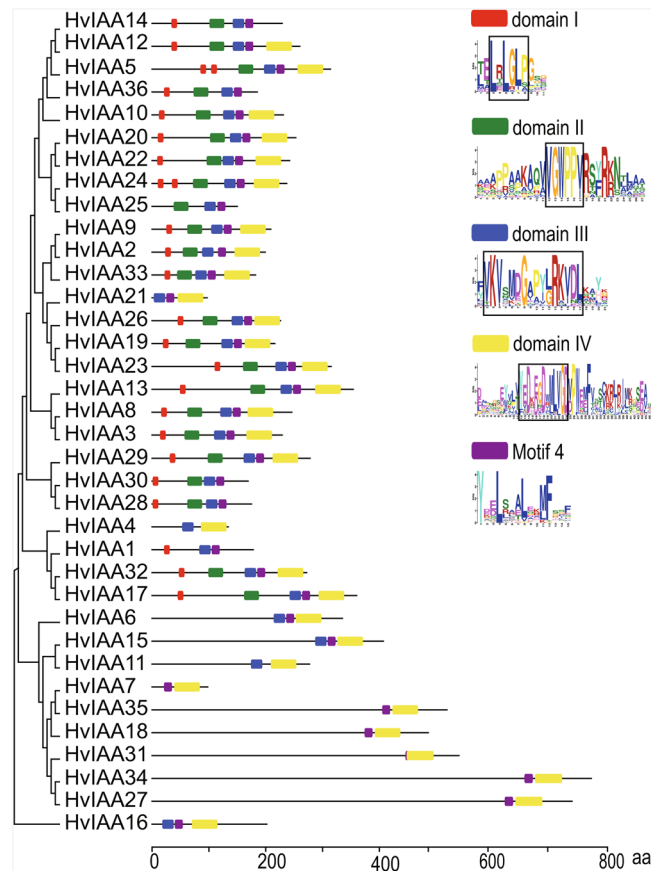 HvIAA14
HvIAA12
HvIAA5
HvIAA36
HvIAA10
HvIAA20
HvIAA22
HvIAA24
HvIAA25
HvIAA9
HvIAA2
HvIAA33
HvIAA21
HvIAA26
HvIAA19
HvIAA23
HvIAA13
HvIAA8
HvIAA3
HvIAA29
HvIAA30
HvIAA28
HvIAA4
HvIAA1
HvIAA32
HvIAA17
HvIAA6
HvIAA15
HvIAA11
HvIAA7
HvIAA35
HvIAA18
HvIAA31
HvIAA34
HvIAA27
HvIAA16
domain I
domain II
domain III
domain IV
Motif 4
0 200 400 600 800 aa